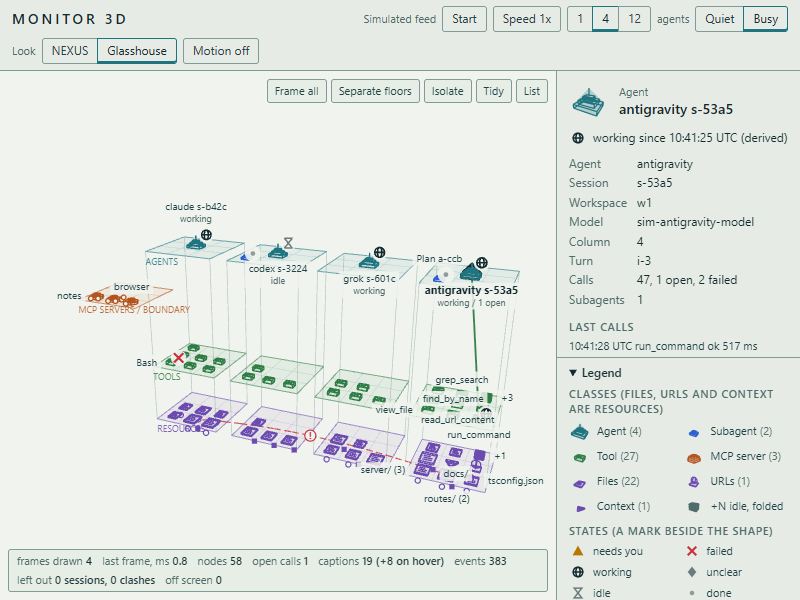 MONITOR 3D
Simulated feed Start Speed 1x 1 4 12 agents Quiet Busy
Look NEXUS Glasshouse Motion off
Frame all Separate floors Isolate Tidy List
claude s-b42c
working
AGENTS
codex s-3224
idle
grok s-601c
working
Plan a-ccb
antigravity s-53a5
working / 1 open
notes
browser
MCP SERVERS / BOUNDARY
Bash
TOOLS
grep_search
find_by_name
+3
view_file
read_url_content
run_command
+1
server/ (3)
docs/
tsconfig.json
routes/ (2)
frames drawn 4 last frame, ms 0.8 nodes 58 open calls 1 captions 19 (+8 on hover) events 383
left out 0 sessions, 0 clashes off screen 0
Agent
antigravity s-53a5
working since 10:41:25 UTC (derived)
Agent antigravity
Session s-53a5
Workspace w1
Model sim-antigravity-model
Column 4
Turn i-3
Calls 47, 1 open, 2 failed
Subagents 1
LAST CALLS
10:41:28 UTC run_command ok 517 ms
Legend
CLASSES (FILES, URLS AND CONTEXT
ARE RESOURCES)
Agent (4) Subagent (2)
Tool (27) MCP server (3)
Files (22) URLs (1)
Context (1) +N idle, folded
STATES (A MARK BESIDE THE SHAPE)
needs you failed
working unclear
idle done